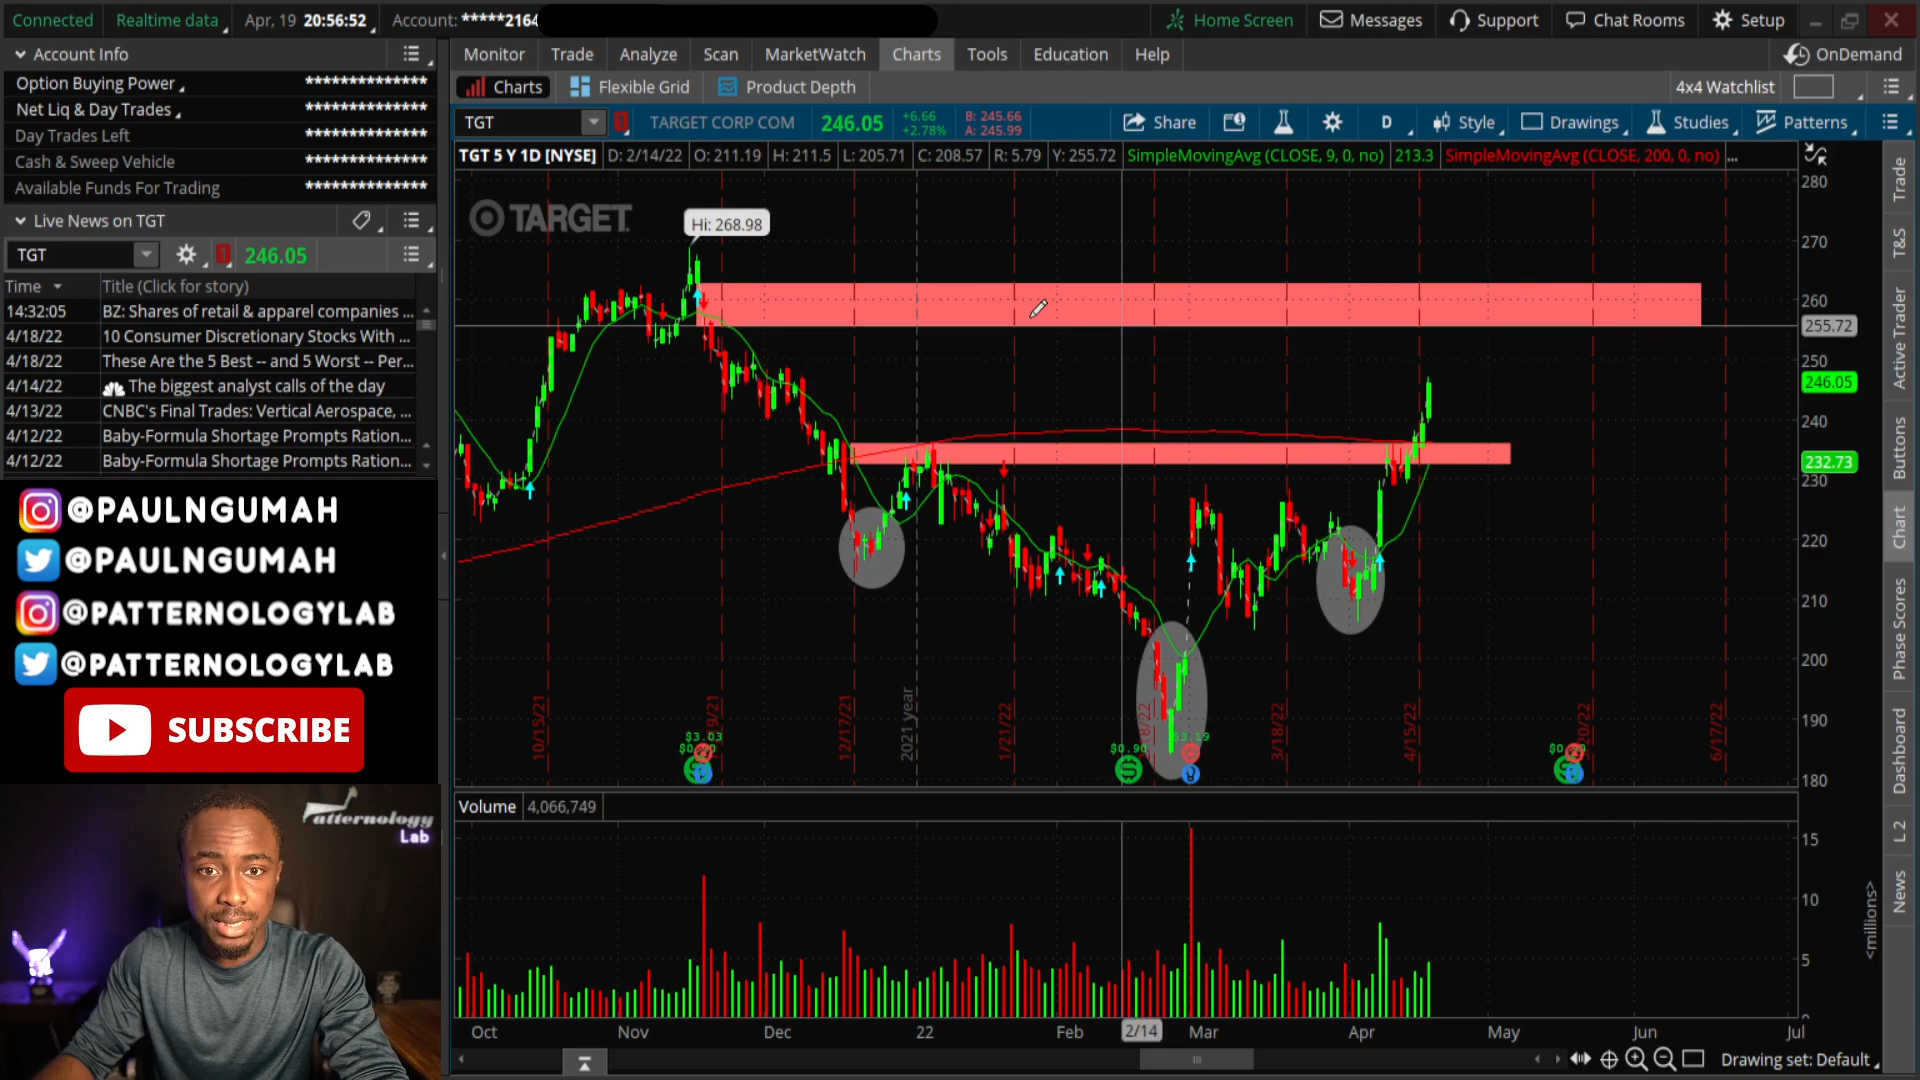 Connected
Realtime data
Apr, 19 20:56:52
Account: *****2164
Home Screen
Messages
Support
Chat Rooms
Setup
Account Info
Option Buying Power **************
Net Liq & Day Trades **************
Day Trades Left **************
Cash & Sweep Vehicle **************
Available Funds For Trading **************
Live News on TGT
TGT 1 246.05
Time Title (Click for story)
14:32:05 BZ: Shares of retail & apparel companies ...
4/18/22 10 Consumer Discretionary Stocks With ...
4/18/22 These Are the 5 Best -- and 5 Worst -- Per...
4/14/22 The biggest analyst calls of the day
4/13/22 CNBC's Final Trades: Vertical Aerospace, ...
4/12/22 Baby-Formula Shortage Prompts Ration...
4/12/22 Baby-Formula Shortage Prompts Ration...
@PAULNGUMAH
@PAULNGUMAH
@PATTERNOLOGYLAB
@PATTERNOLOGYLAB
SUBSCRIBE
Patternology
Lab
Monitor Trade Analyze Scan MarketWatch Charts Tools Education Help
OnDemand
Charts Flexible Grid Product Depth
4x4 Watchlist
TGT 1 TARGET CORP COM 246.05
+6.66
+2.78%
B: 245.66
A: 245.99
Share D Style Drawings Studies Patterns
TGT 5 Y 1D [NYSE] D: 2/14/22 O: 211.19 H: 211.5 L: 205.71 C: 208.57 R: 5.79 Y: 255.72 SimpleMovingAvg (CLOSE, 9, 0, no) 213.3 SimpleMovingAvg (CLOSE, 200, 0, no) ...
TARGET
Hi: 268.98
280
270
260
255.72
250
246.05
240
232.73
230
220
210
200
190
180
10/15/21
12/17/21
2021 year
1/21/22
3/18/22
4/15/22
6/17/22
$3.03
$0.90
$3.19
Volume 4,066,749
15
10
5
<millions>
Oct Nov Dec 22 Feb 2/14 Mar Apr May Jun Jul
Drawing set: Default
Trade
T&S
Active Trader
Buttons
Chart
Phase Scores
Dashboard
L 2
News